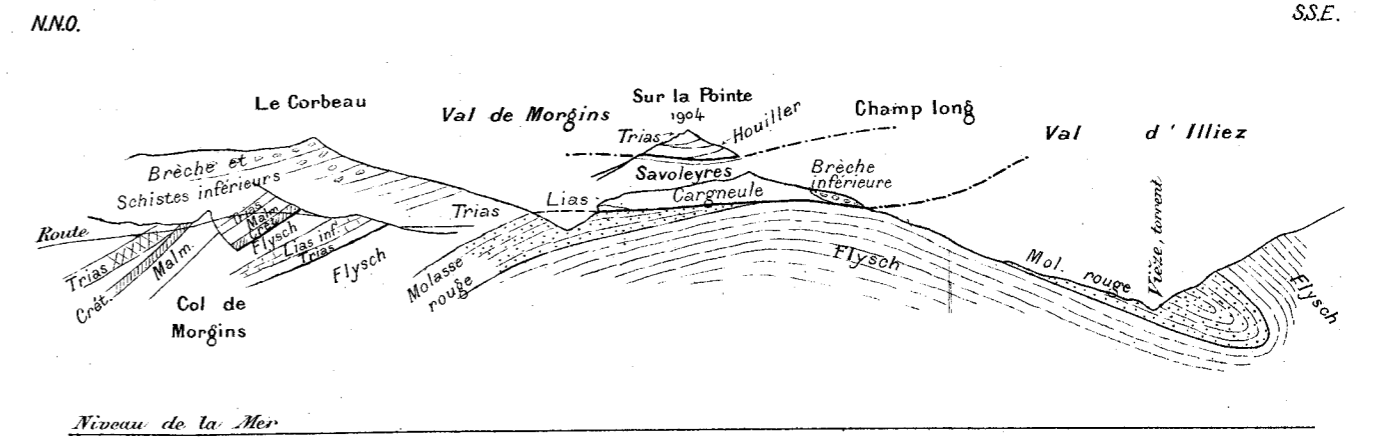 N.N.O.
S.S.E.
Le Corbeau
Val de Morgins
Sur la Pointe
1904
Trias
Houiller
Champ long
Val d'Illiez
Brèche et
Schistes inférieurs
Savoleyres
Brèche
inférieure
Lias
Cargneule
Trias
Route
Trias
Malm
Crét.
Flysch
Lias inf.
Trias
Flysch
Trias
Crét.
Malm.
Col de
Morgins
Molasse
rouge
Flysch
Mol. rouge
Vièze, torrent
Flysch
Niveau de la Mer